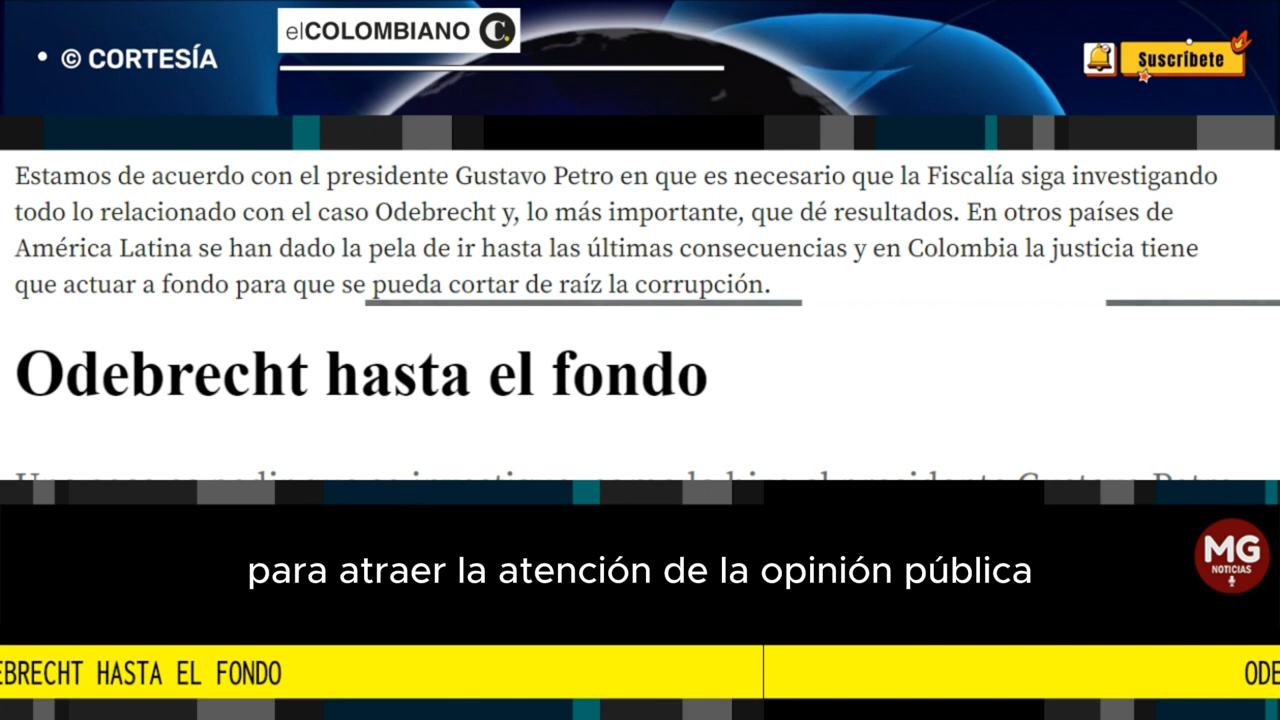 • © CORTESÍA
elCOLOMBIANO C.
Suscríbete
Estamos de acuerdo con el presidente Gustavo Petro en que es necesario que la Fiscalía siga investigando
todo lo relacionado con el caso Odebrecht y, lo más importante, que dé resultados. En otros países de
América Latina se han dado la pela de ir hasta las últimas consecuencias y en Colombia la justicia tiene
que actuar a fondo para que se pueda cortar de raíz la corrupción.
Odebrecht hasta el fondo
para atraer la atención de la opinión pública
MG
NOTICIAS
EBRECHT HASTA EL FONDO
ODE